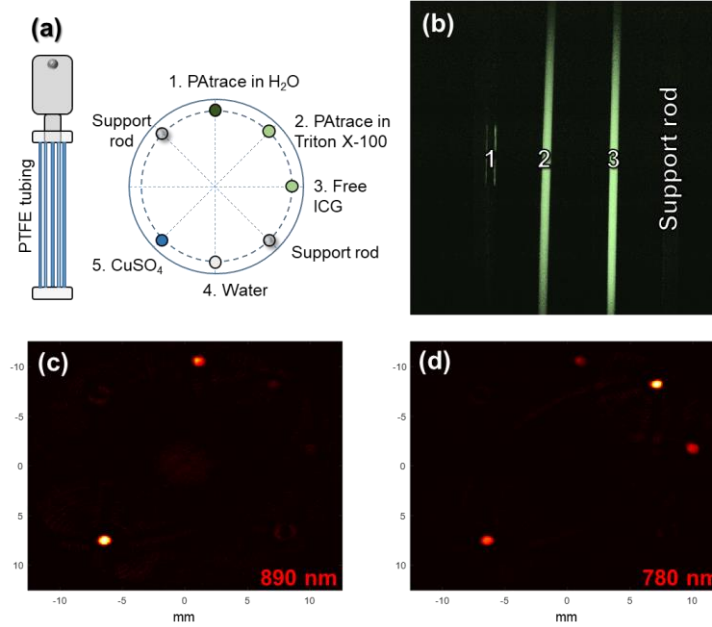 (a)
PTFE tubing
1. PAtrace in H₂O
Support
rod
2. PAtrace in
Triton X-100
3. Free
ICG
Support rod
4. Water
5. CuSO₄
(b)
1
2
3
Support rod
(c)
-10
-5
0
5
10
-10
-5
0
5
10
mm
890 nm
(d)
-10
-5
0
5
10
-10
-5
0
5
10
mm
780 nm